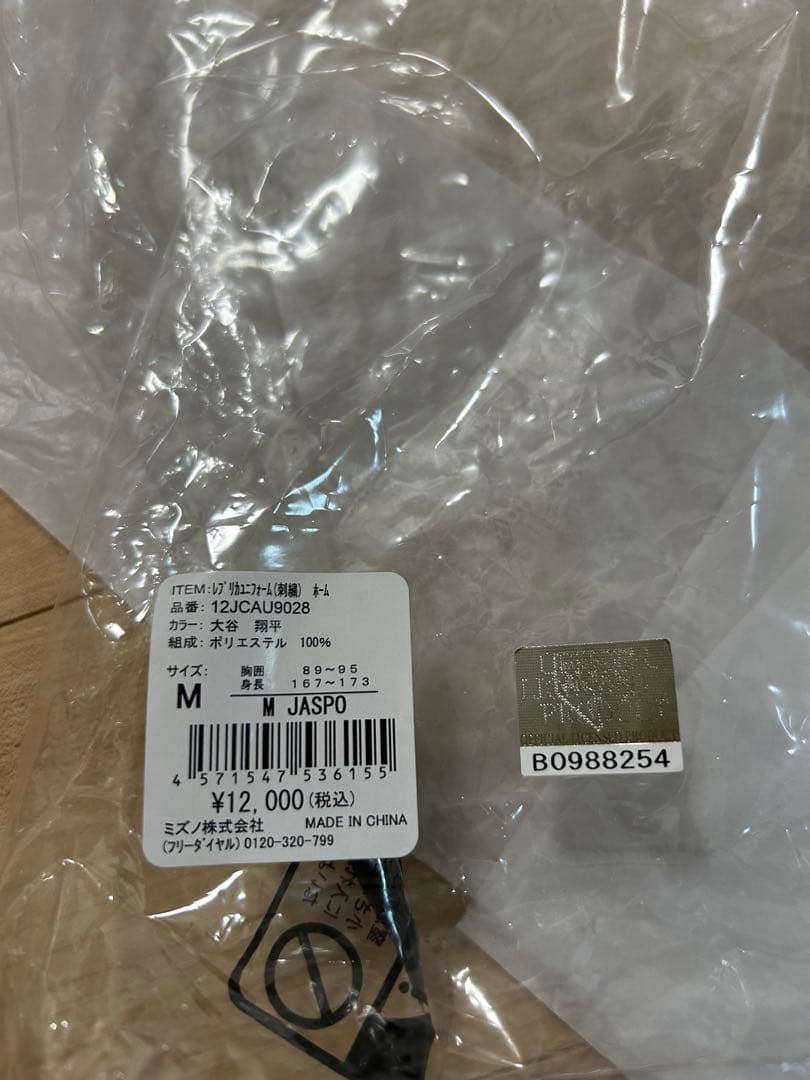 ITEM:レプリカユニフォーム(刺繍) ホーム
品番: 12JCAU9028
カラー: 大谷 翔平
組成: ポリエステル 100%
サイズ: 胸囲 89～95
M 身長 167～173
M JASPO
4 571547 536155
¥12,000(税込)
ミズノ株式会社 MADE IN CHINA
(フリーダイヤル) 0120-320-799
OFFICIAL LICENSED PRODUCT
B0988254